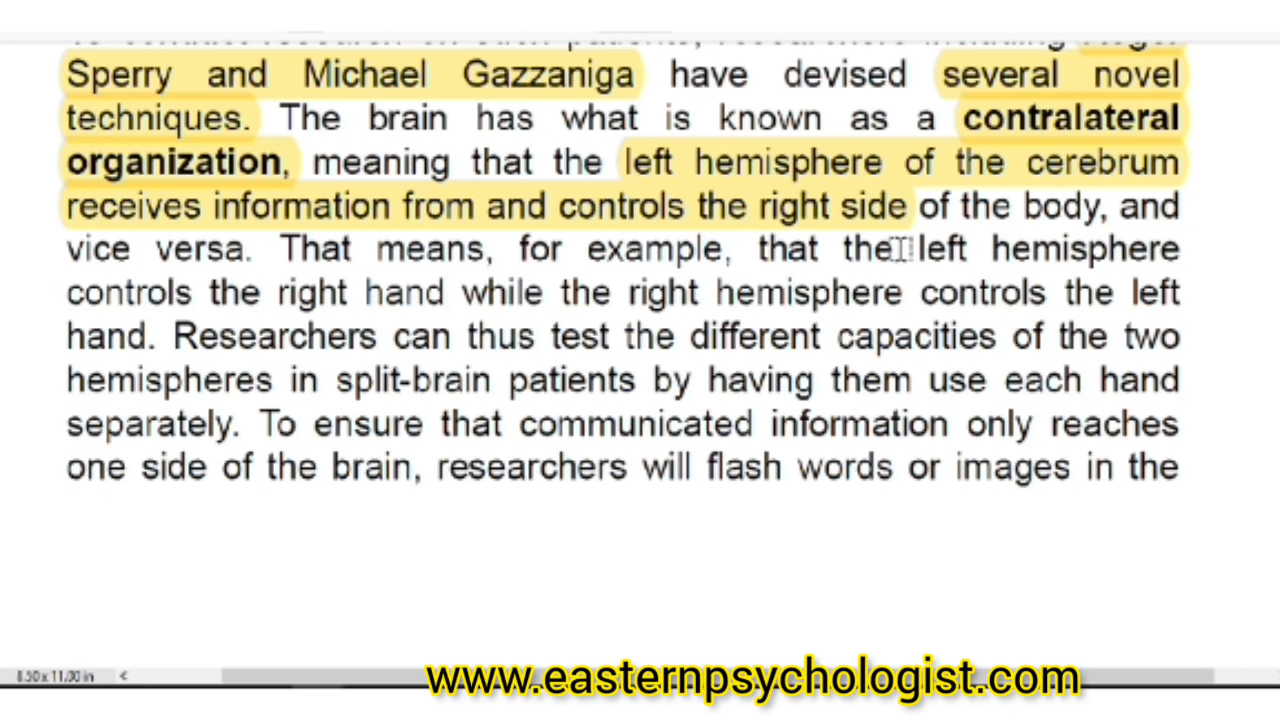 Sperry and Michael Gazzaniga have devised several novel
techniques. The brain has what is known as a contralateral
organization, meaning that the left hemisphere of the cerebrum
receives information from and controls the right side of the body, and
vice versa. That means, for example, that the left hemisphere
controls the right hand while the right hemisphere controls the left
hand. Researchers can thus test the different capacities of the two
hemispheres in split-brain patients by having them use each hand
separately. To ensure that communicated information only reaches
one side of the brain, researchers will flash words or images in the
8.50 x 11.00 in
www.easternpsychologist.com